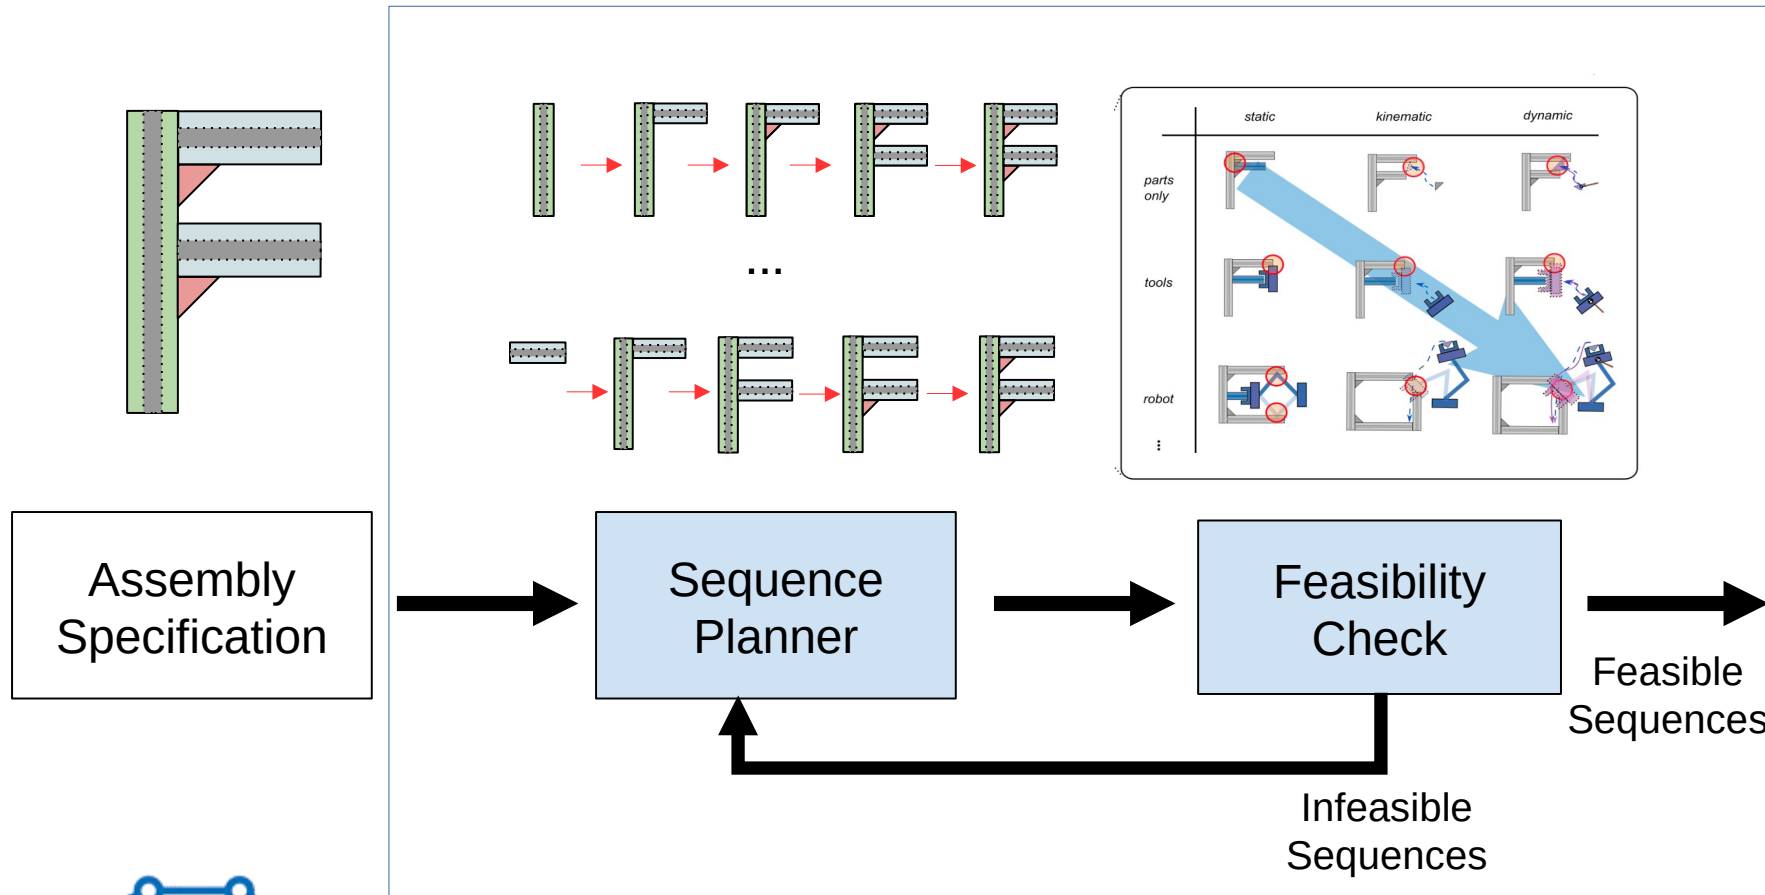 static kinematic dynamic
parts
only
tools
robot
...
...
Assembly
Specification
Sequence
Planner
Feasibility
Check
Feasible
Sequences
Infeasible
Sequences